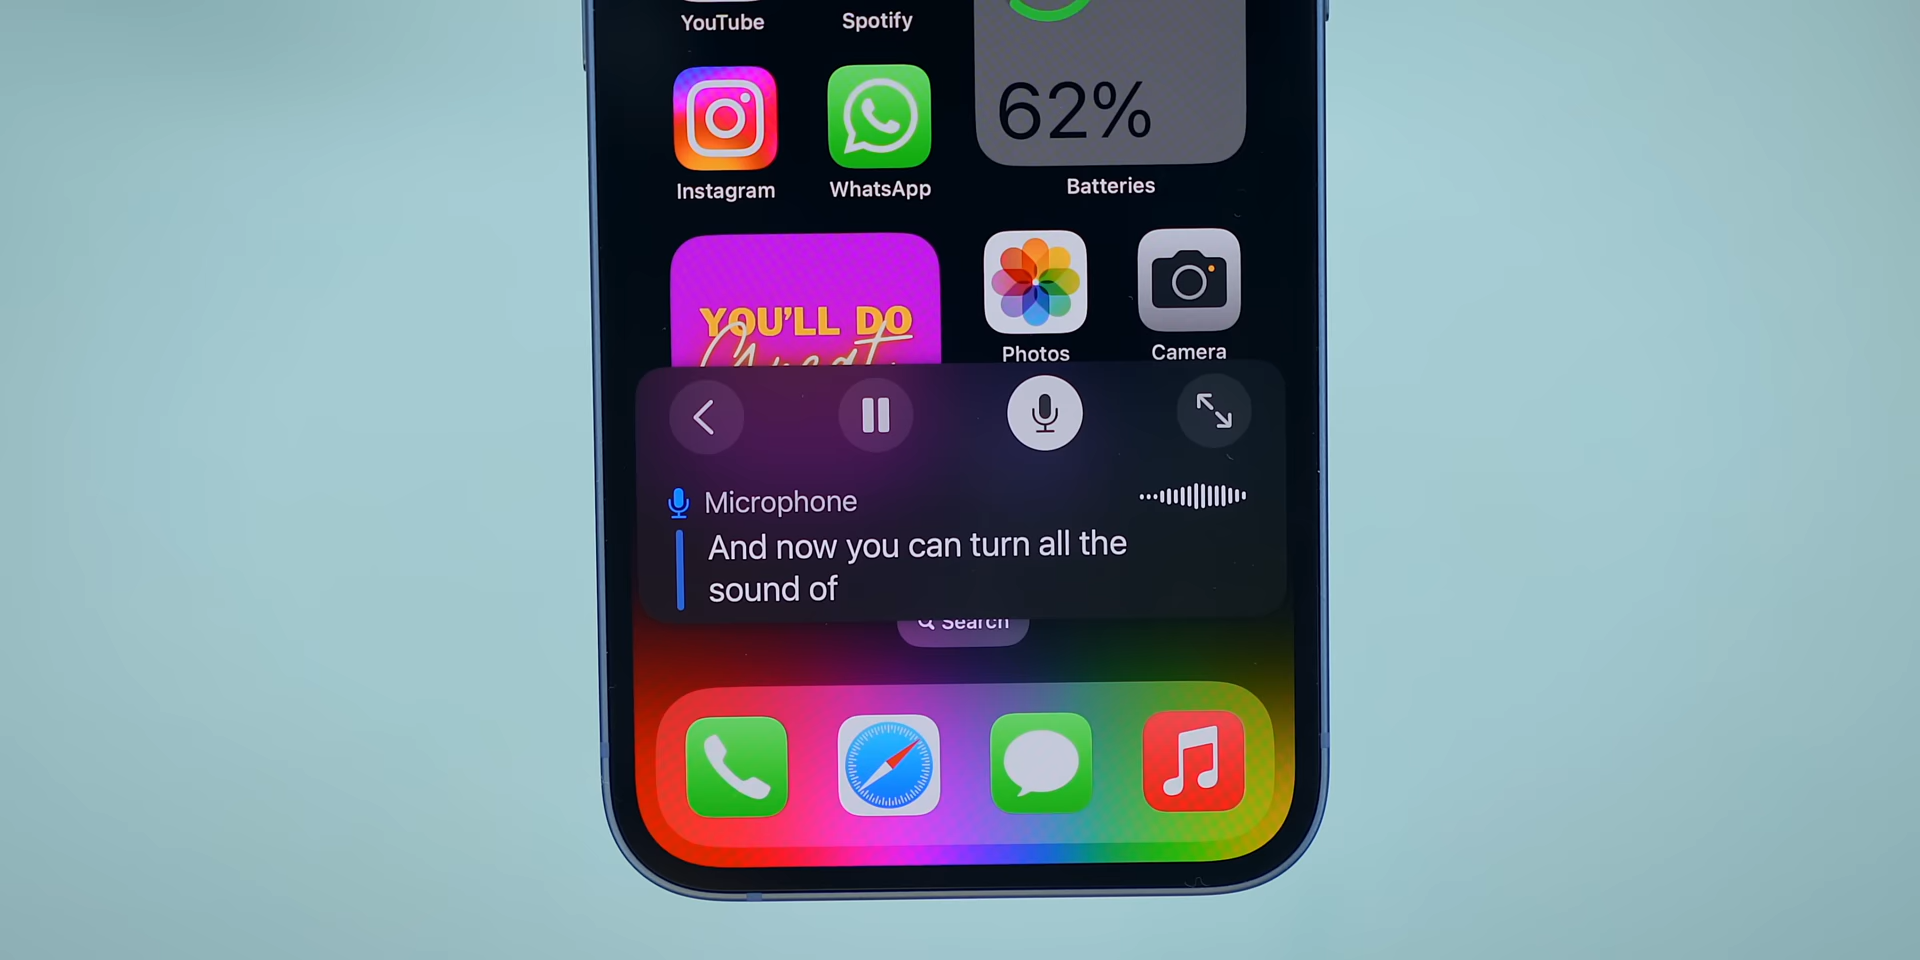 YouTube
Spotify
62%
Instagram
WhatsApp
Batteries
YOU'LL DO
Great
Photos
Camera
Microphone
And now you can turn all the
sound of
Search